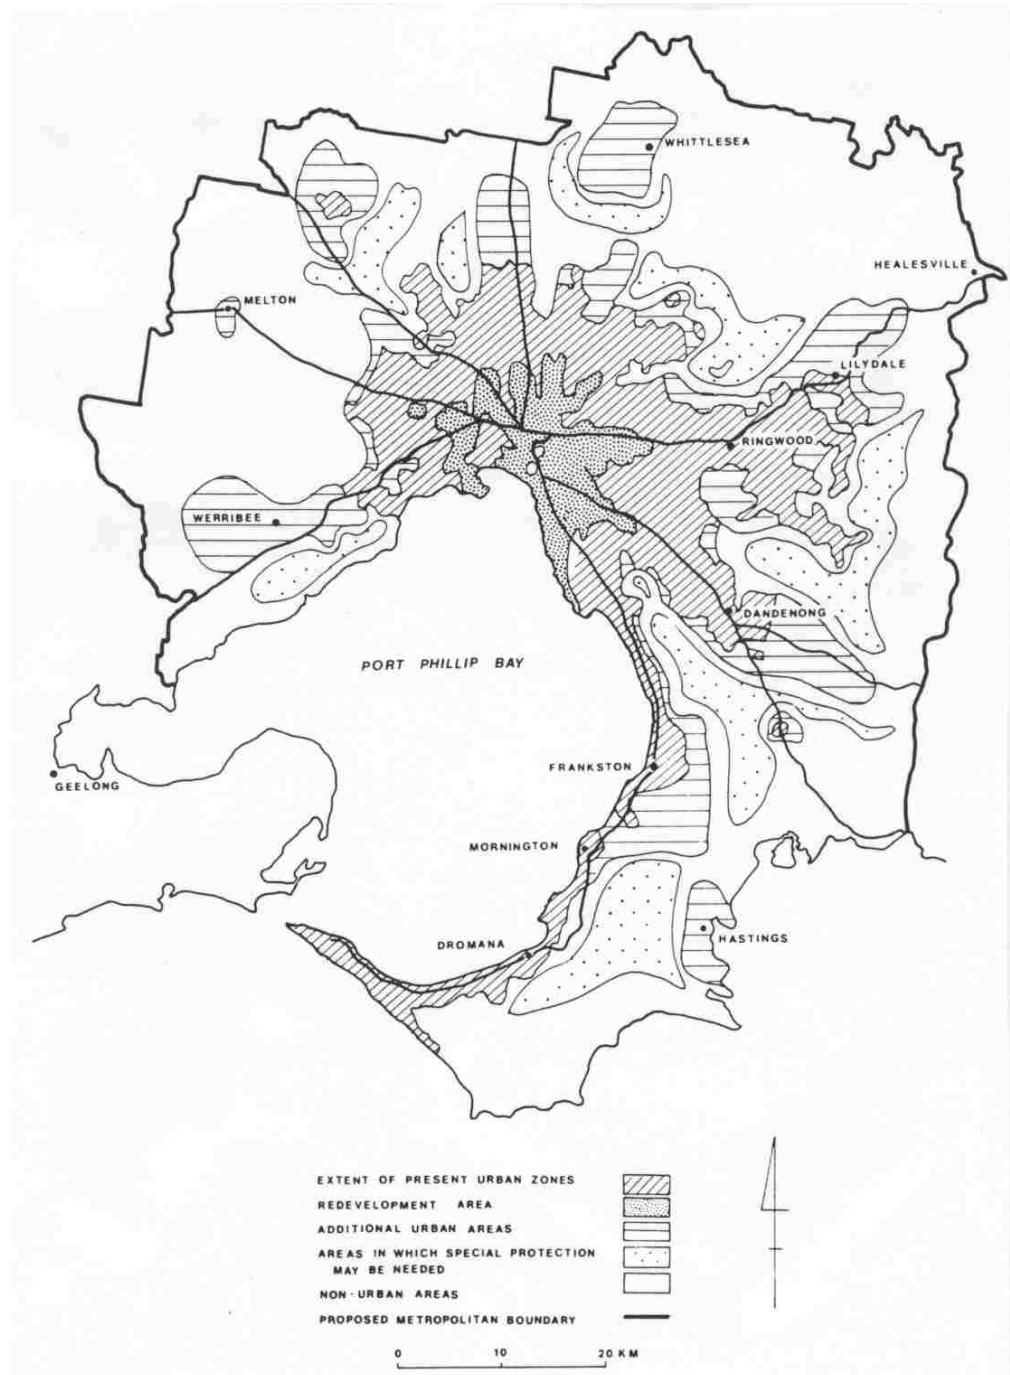 WHITTLESEA
HEALESVILLE
MELTON
LILYDALE
RINGWOOD
WERRIBEE
DANDENONG
PORT PHILLIP BAY
FRANKSTON
GEELONG
MORNINGTON
HASTINGS
DROMANA
EXTENT OF PRESENT URBAN ZONES
REDEVELOPMENT AREA
ADDITIONAL URBAN AREAS
AREAS IN WHICH SPECIAL PROTECTION
MAY BE NEEDED
NON-URBAN AREAS
PROPOSED METROPOLITAN BOUNDARY
0 10 20 KM